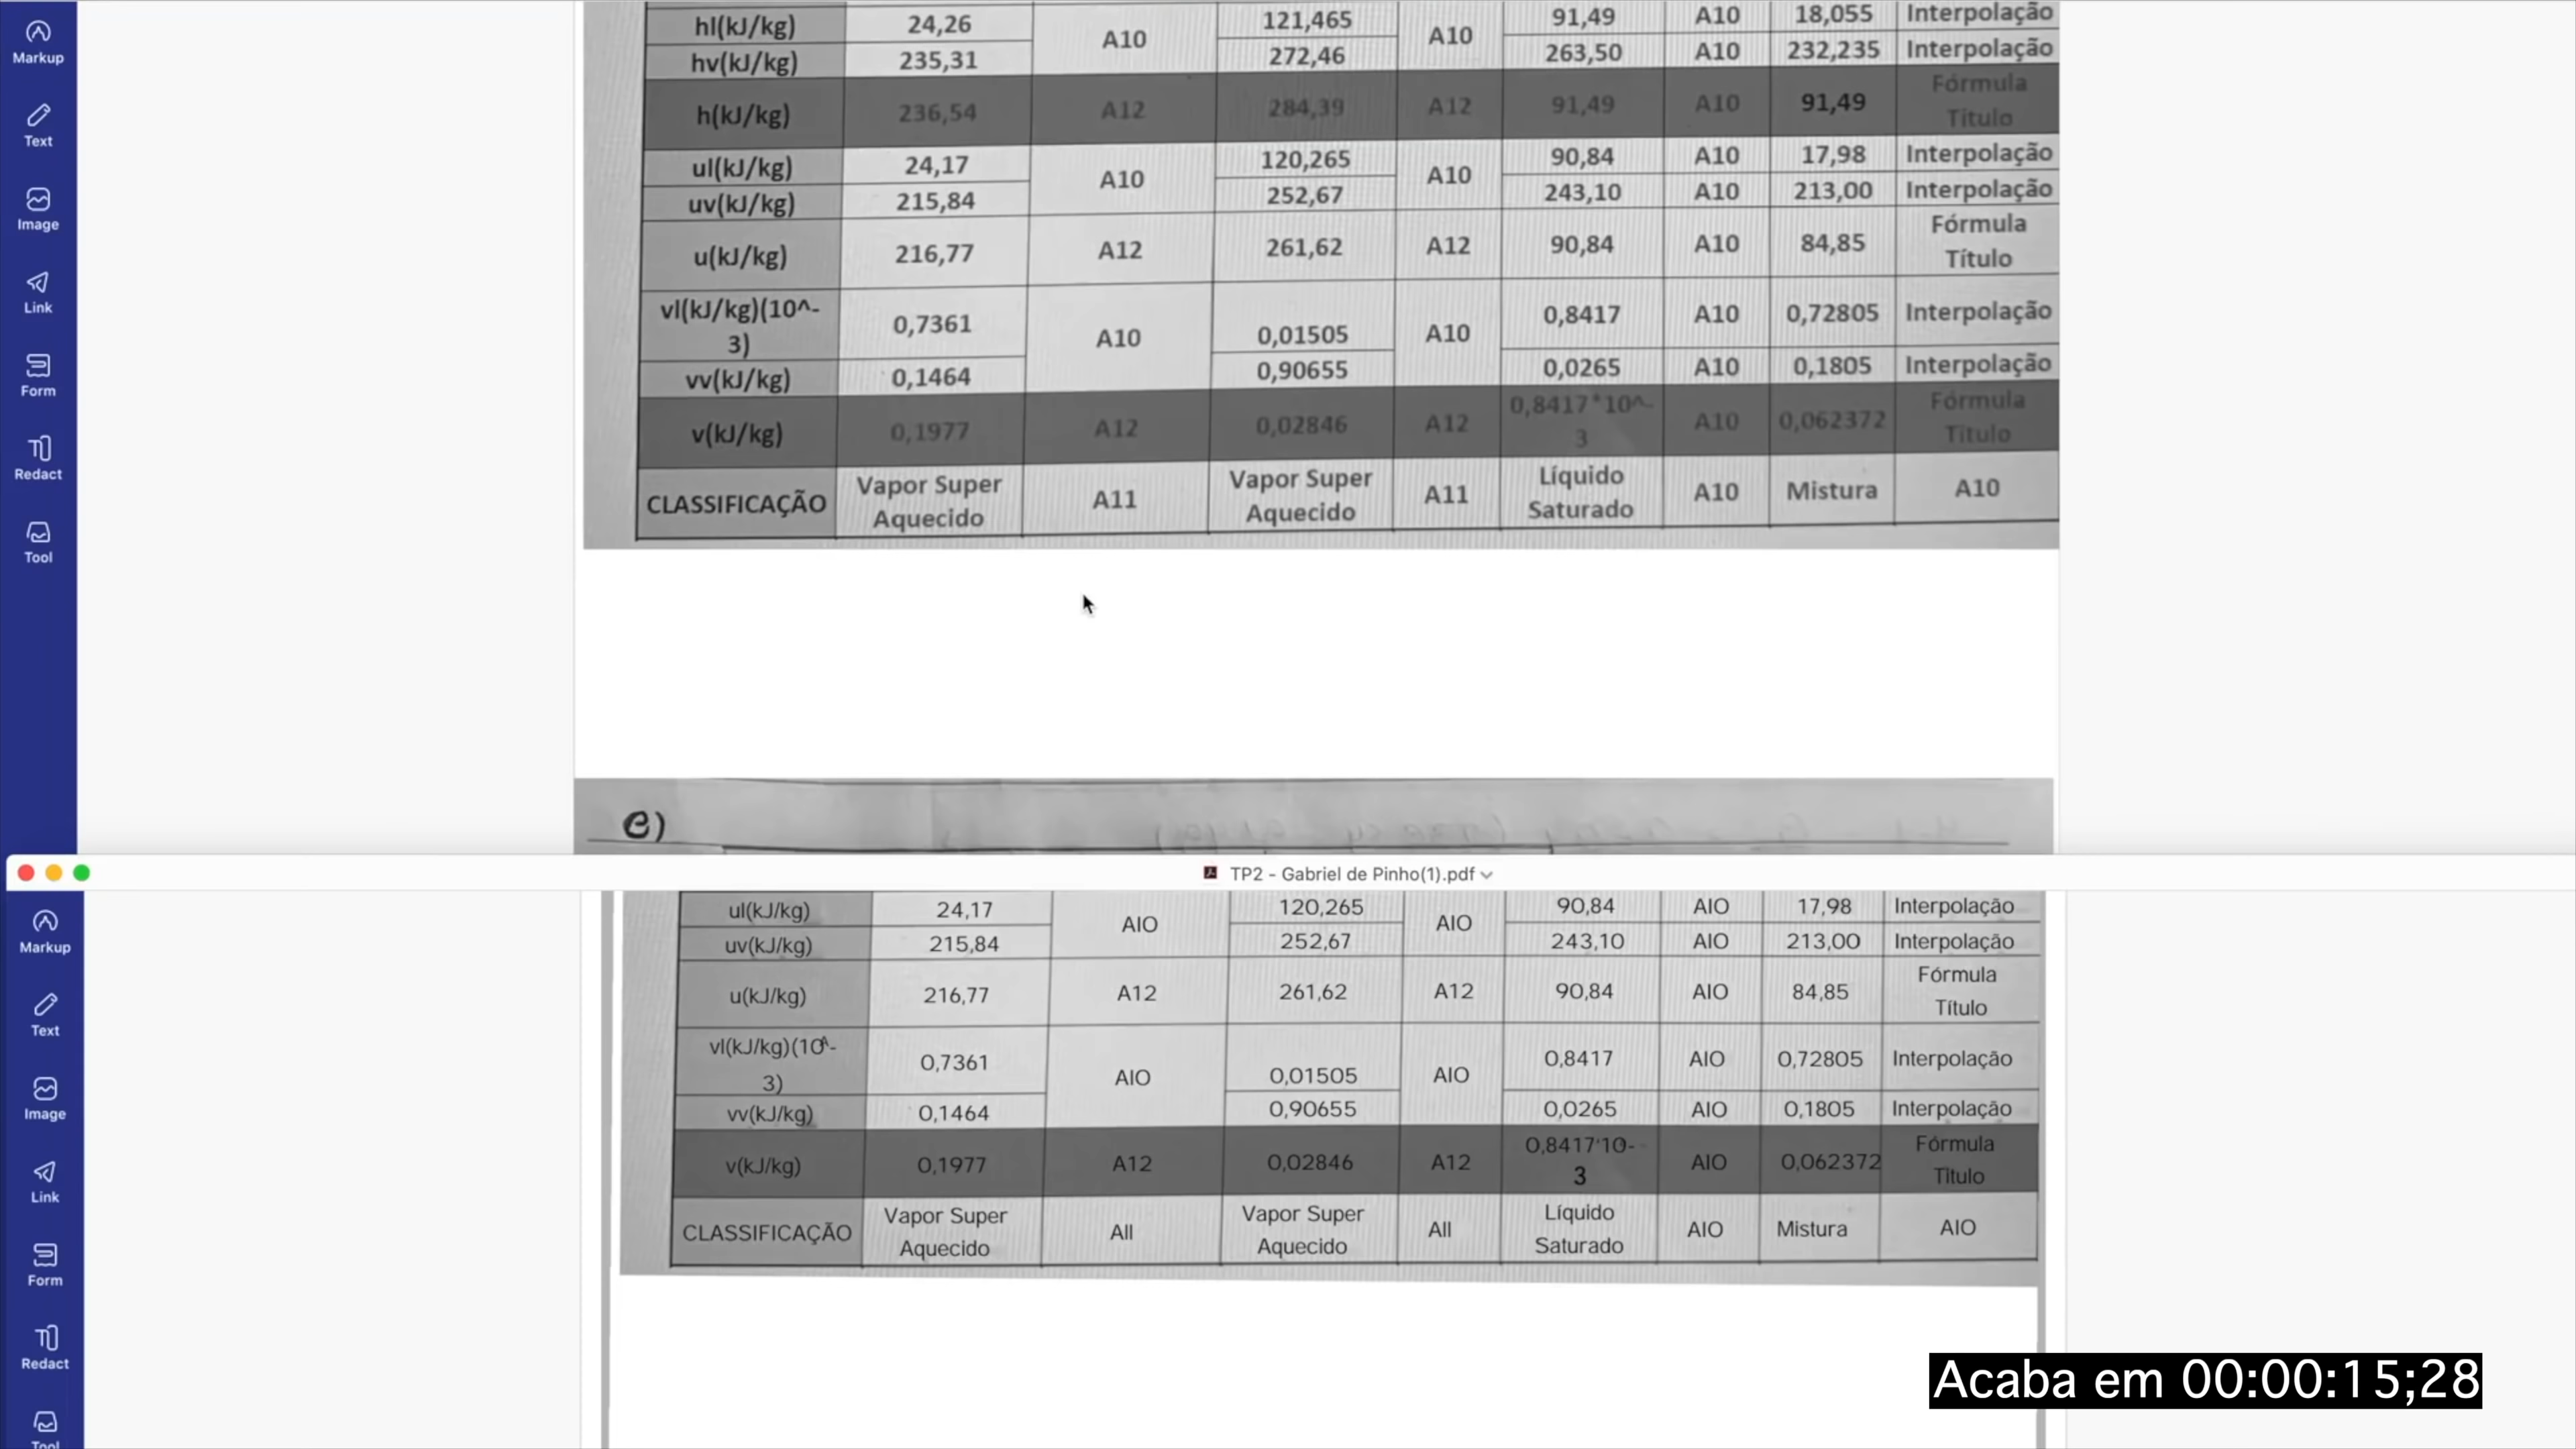 Markup
Text
Image
Link
Form
Redact
Tool
hl(kJ/kg) 24,26 A10 121,465 A10 91,49 A10 18,055 Interpolação
hv(kJ/kg) 235,31 272,46 263,50 A10 232,235 Interpolação
h(kJ/kg) 236,54 A12 284,39 A12 91,49 A10 91,49 Fórmula
Título
ul(kJ/kg) 24,17 A10 120,265 A10 90,84 A10 17,98 Interpolação
uv(kJ/kg) 215,84 252,67 243,10 A10 213,00 Interpolação
u(kJ/kg) 216,77 A12 261,62 A12 90,84 A10 84,85 Fórmula
Título
vl(kJ/kg)(10^-
3) 0,7361 A10 0,01505 A10 0,8417 A10 0,72805 Interpolação
vv(kJ/kg) 0,1464 0,90655 0,0265 A10 0,1805 Interpolação
v(kJ/kg) 0,1977 A12 0,02846 A12 0,8417*10^-
3 A10 0,062372 Fórmula
Título
CLASSIFICAÇÃO Vapor Super
Aquecido A11 Vapor Super
Aquecido A11 Líquido
Saturado A10 Mistura A10
C)
TP2 - Gabriel de Pinho(1).pdf
Markup
Text
Image
Link
Form
Redact
Tool
ul(kJ/kg) 24,17 AIO 120,265 AIO 90,84 AIO 17,98 Interpolação
uv(kJ/kg) 215,84 252,67 243,10 AIO 213,00 Interpolação
u(kJ/kg) 216,77 A12 261,62 A12 90,84 AIO 84,85 Fórmula
Título
vl(kJ/kg)(10^-
3) 0,7361 AIO 0,01505 AIO 0,8417 AIO 0,72805 Interpolação
vv(kJ/kg) 0,1464 0,90655 0,0265 AIO 0,1805 Interpolação
v(kJ/kg) 0,1977 A12 0,02846 A12 0,8417*10-
3 AIO 0,062372 Fórmula
Título
CLASSIFICAÇÃO Vapor Super
Aquecido All Vapor Super
Aquecido All Líquido
Saturado AIO Mistura AIO
Acaba em 00:00:15;28